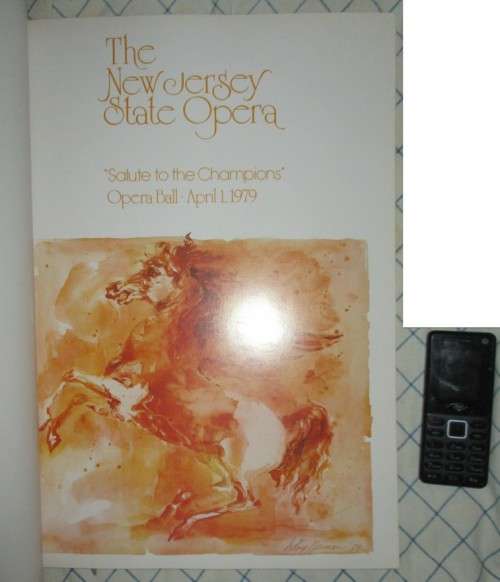 The
New Jersey
State Opera
"Salute to the Champions"
Opera Ball - April 1, 1979